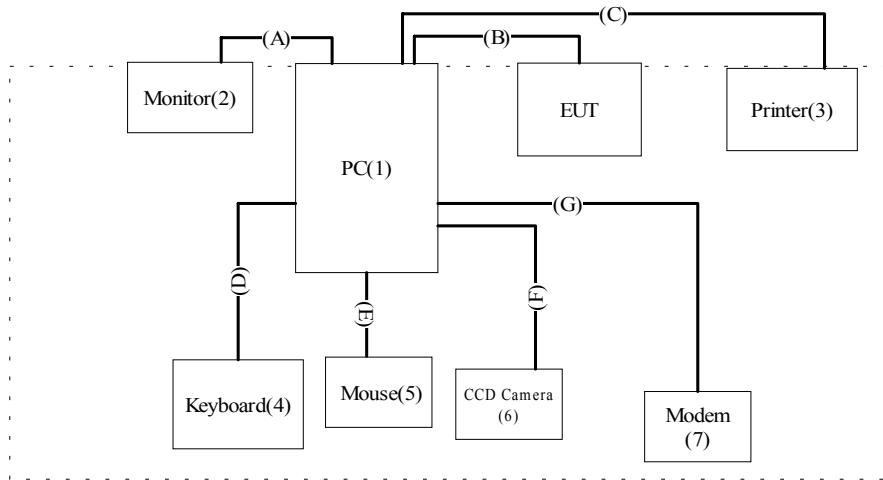 (C)
(A)
(B)
Monitor(2)
EUT
Printer(3)
PC(1)
(G)
(D)
(E)
(F)
Keyboard(4)
Mouse(5)
CCD Camera
(6)
Modem
(7)